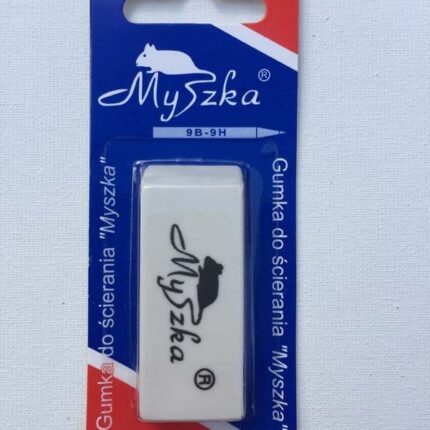 Myszka ®
9B-9H
Gumka do ścierania "Myszka"
Myszka ®
Gumka do ścierania "Myszka"